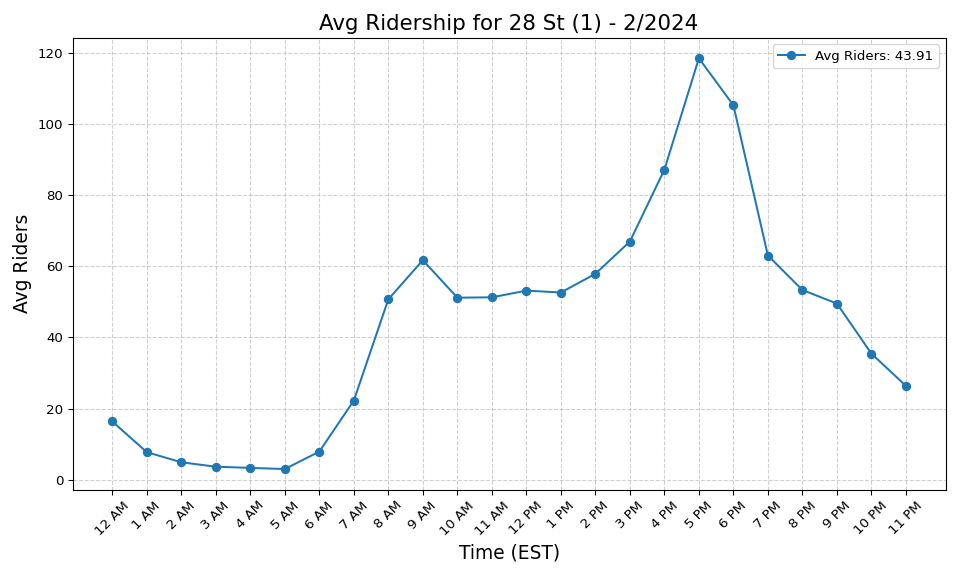 Avg Ridership for 28 St (1) - 2/2024
Avg Riders: 43.91
Avg Riders
120
100
80
60
40
20
0
12 AM
1 AM
2 AM
3 AM
4 AM
5 AM
6 AM
7 AM
8 AM
9 AM
10 AM
11 AM
12 PM
1 PM
2 PM
3 PM
4 PM
5 PM
6 PM
7 PM
8 PM
9 PM
10 PM
11 PM
Time (EST)